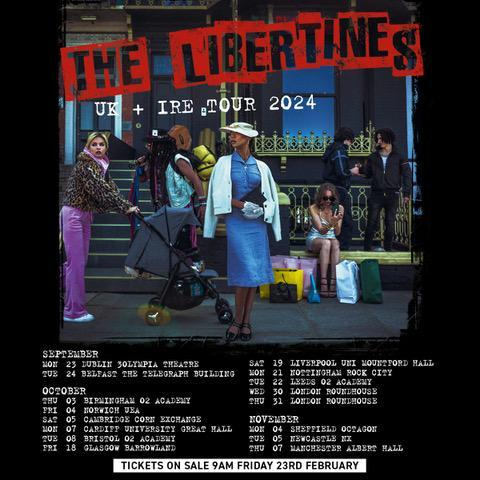 THE LIBERTINES
UK + IRE TOUR 2024
SEPTEMBER
MON 23 DUBLIN 3OLYMPIA THEATRE
TUE 24 BELFAST THE TELEGRAPH BUILDING
OCTOBER
THU 03 BIRMINGHAM O2 ACADEMY
FRI 04 NORWICH UEA
SAT 05 CAMBRIDGE CORN EXCHANGE
MON 07 CARDIFF UNIVERSITY GREAT HALL
TUE 08 BRISTOL O2 ACADEMY
FRI 18 GLASGOW BARROWLAND
SAT 19 LIVERPOOL UNI MOUNTFORD HALL
MON 21 NOTTINGHAM ROCK CITY
TUE 22 LEEDS O2 ACADEMY
WED 30 LONDON ROUNDHOUSE
THU 31 LONDON ROUNDHOUSE
NOVEMBER
MON 04 SHEFFIELD OCTAGON
TUE 05 NEWCASTLE NX
THU 07 MANCHESTER ALBERT HALL
TICKETS ON SALE 9AM FRIDAY 23RD FEBRUARY